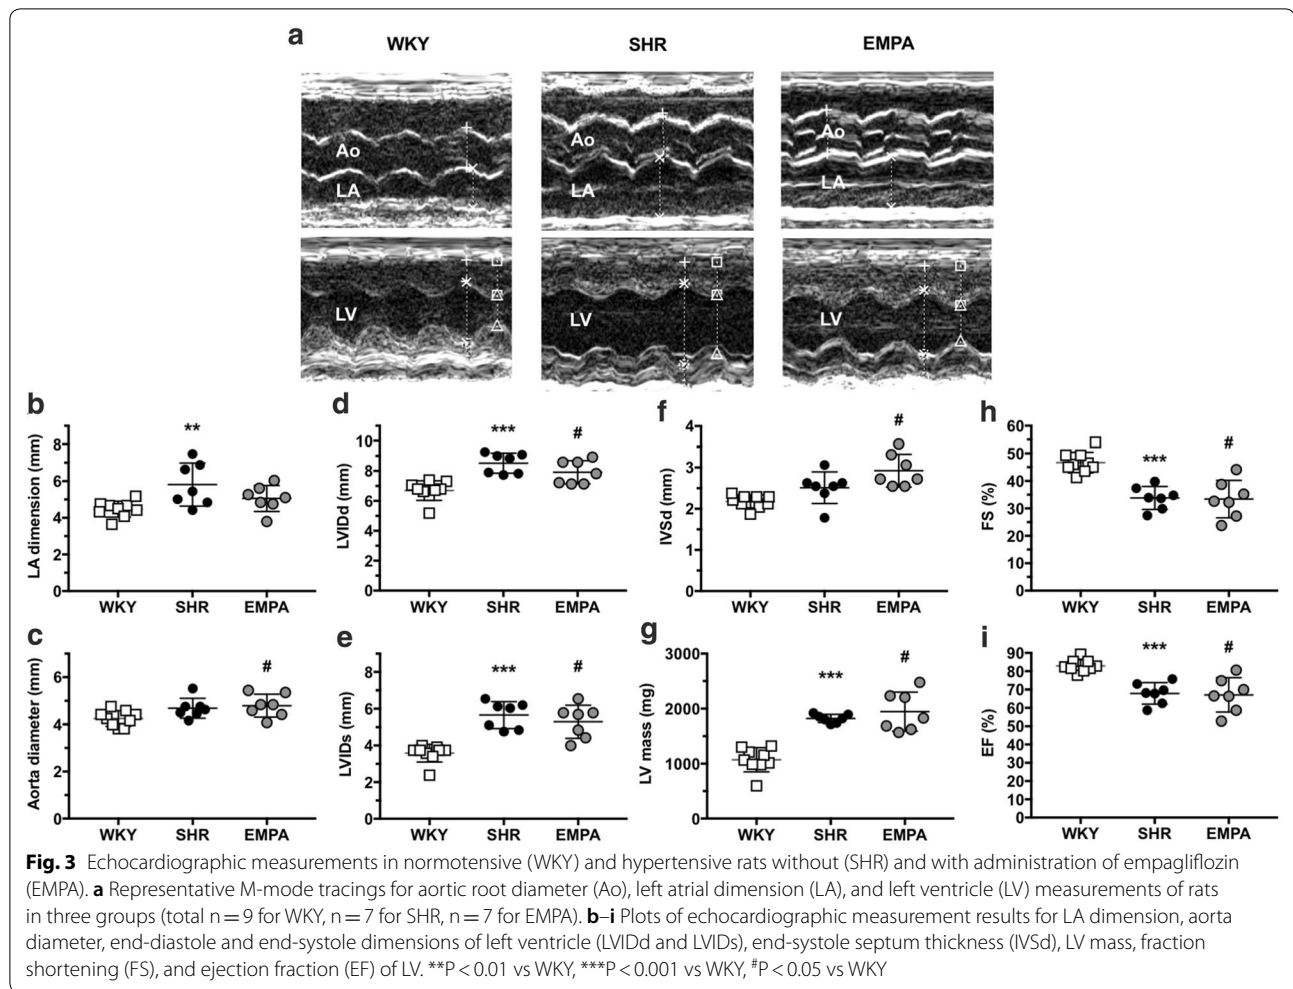 a
WKY SHR EMPA
Ao
LA
Ao
LA
Ao
LA
LV
LV
LV
b
LA dimension (mm)
8
6
4
2
0
**
WKY SHR EMPA
d
LVIDd (mm)
10
8
6
4
2
0
***
#
WKY SHR EMPA
f
IVSd (mm)
4
3
2
1
0
#
WKY SHR EMPA
h
FS (%)
60
50
40
30
20
10
0
***
#
WKY SHR EMPA
c
Aorta diameter (mm)
6
4
2
0
#
WKY SHR EMPA
e
LVIDs (mm)
8
6
4
2
0
***
#
WKY SHR EMPA
g
LV mass (mg)
3000
2000
1000
0
***
#
WKY SHR EMPA
i
EF (%)
90
80
70
60
50
40
30
20
10
0
***
#
WKY SHR EMPA
Fig. 3 Echocardiographic measurements in normotensive (WKY) and hypertensive rats without (SHR) and with administration of empagliflozin
(EMPA). a Representative M-mode tracings for aortic root diameter (Ao), left atrial dimension (LA), and left ventricle (LV) measurements of rats
in three groups (total n = 9 for WKY, n = 7 for SHR, n = 7 for EMPA). b–i Plots of echocardiographic measurement results for LA dimension, aorta
diameter, end-diastole and end-systole dimensions of left ventricle (LVIDd and LVIDs), end-systole septum thickness (IVSd), LV mass, fraction
shortening (FS), and ejection fraction (EF) of LV. **P < 0.01 vs WKY, ***P < 0.001 vs WKY, #P < 0.05 vs WKY